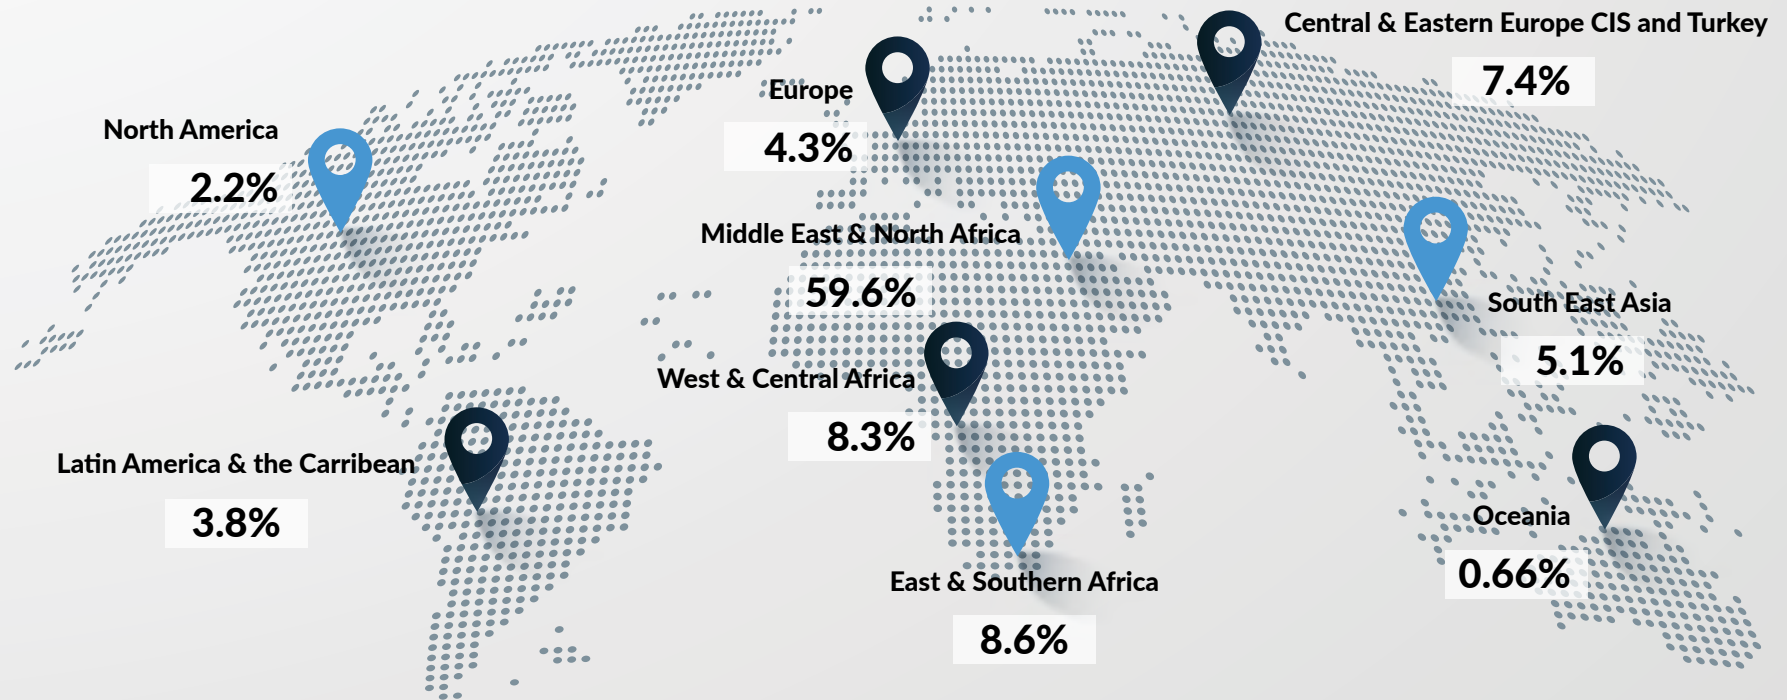 Central & Eastern Europe CIS and Turkey
7.4%
Europe
4.3%
North America
2.2%
Middle East & North Africa
59.6%
South East Asia
5.1%
West & Central Africa
8.3%
Latin America & the Carribean
3.8%
Oceania
0.66%
East & Southern Africa
8.6%